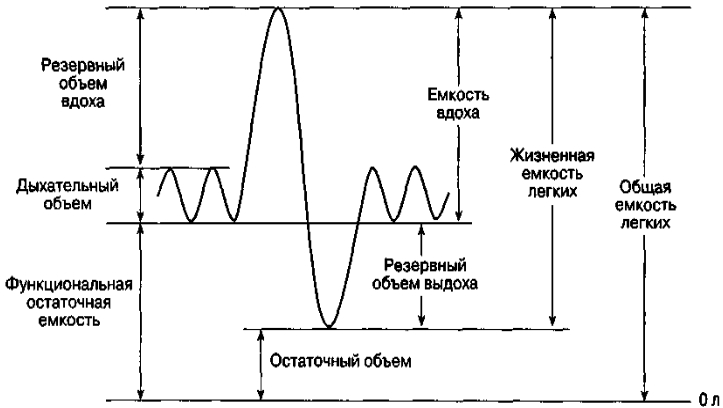 Резервный
объем
вдоха
Емкость
вдоха
Жизненная
емкость
легких
Дыхательный
объем
Общая
емкость
легких
Функциональная
остаточная
емкость
Резервный
объем выдоха
Остаточный объем
0 л